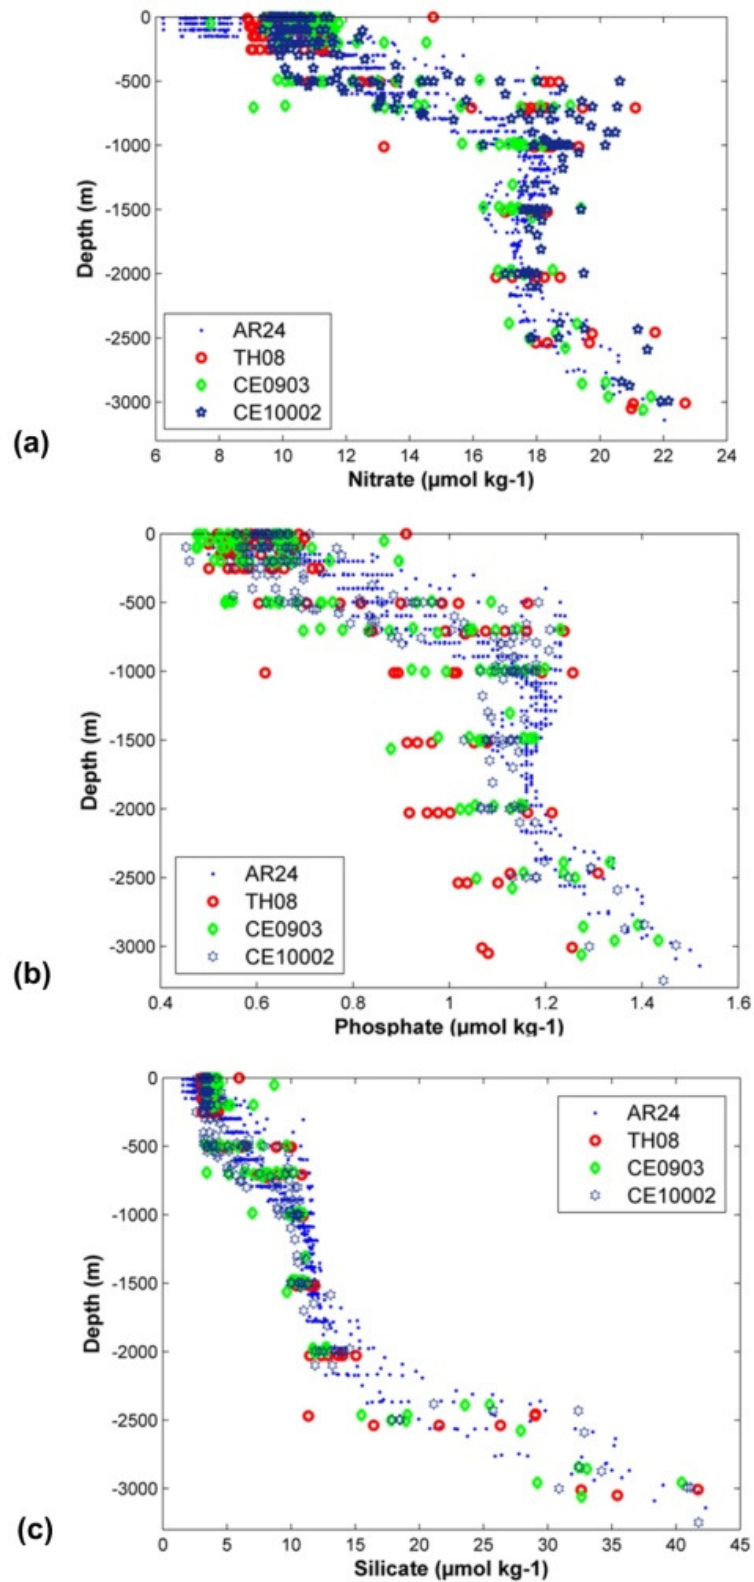 0
-500
-1000
-1500
-2000
-2500
-3000
Depth (m)
AR24
TH08
CE0903
CE10002
6 8 10 12 14 16 18 20 22 24
(a)
Nitrate (µmol kg-1)
0
-500
-1000
-1500
-2000
-2500
-3000
Depth (m)
AR24
TH08
CE0903
CE10002
0.4 0.6 0.8 1 1.2 1.4 1.6
(b)
Phosphate (µmol kg-1)
0
-500
-1000
-1500
-2000
-2500
-3000
Depth (m)
AR24
TH08
CE0903
CE10002
0 5 10 15 20 25 30 35 40 45
(c)
Silicate (µmol kg-1)